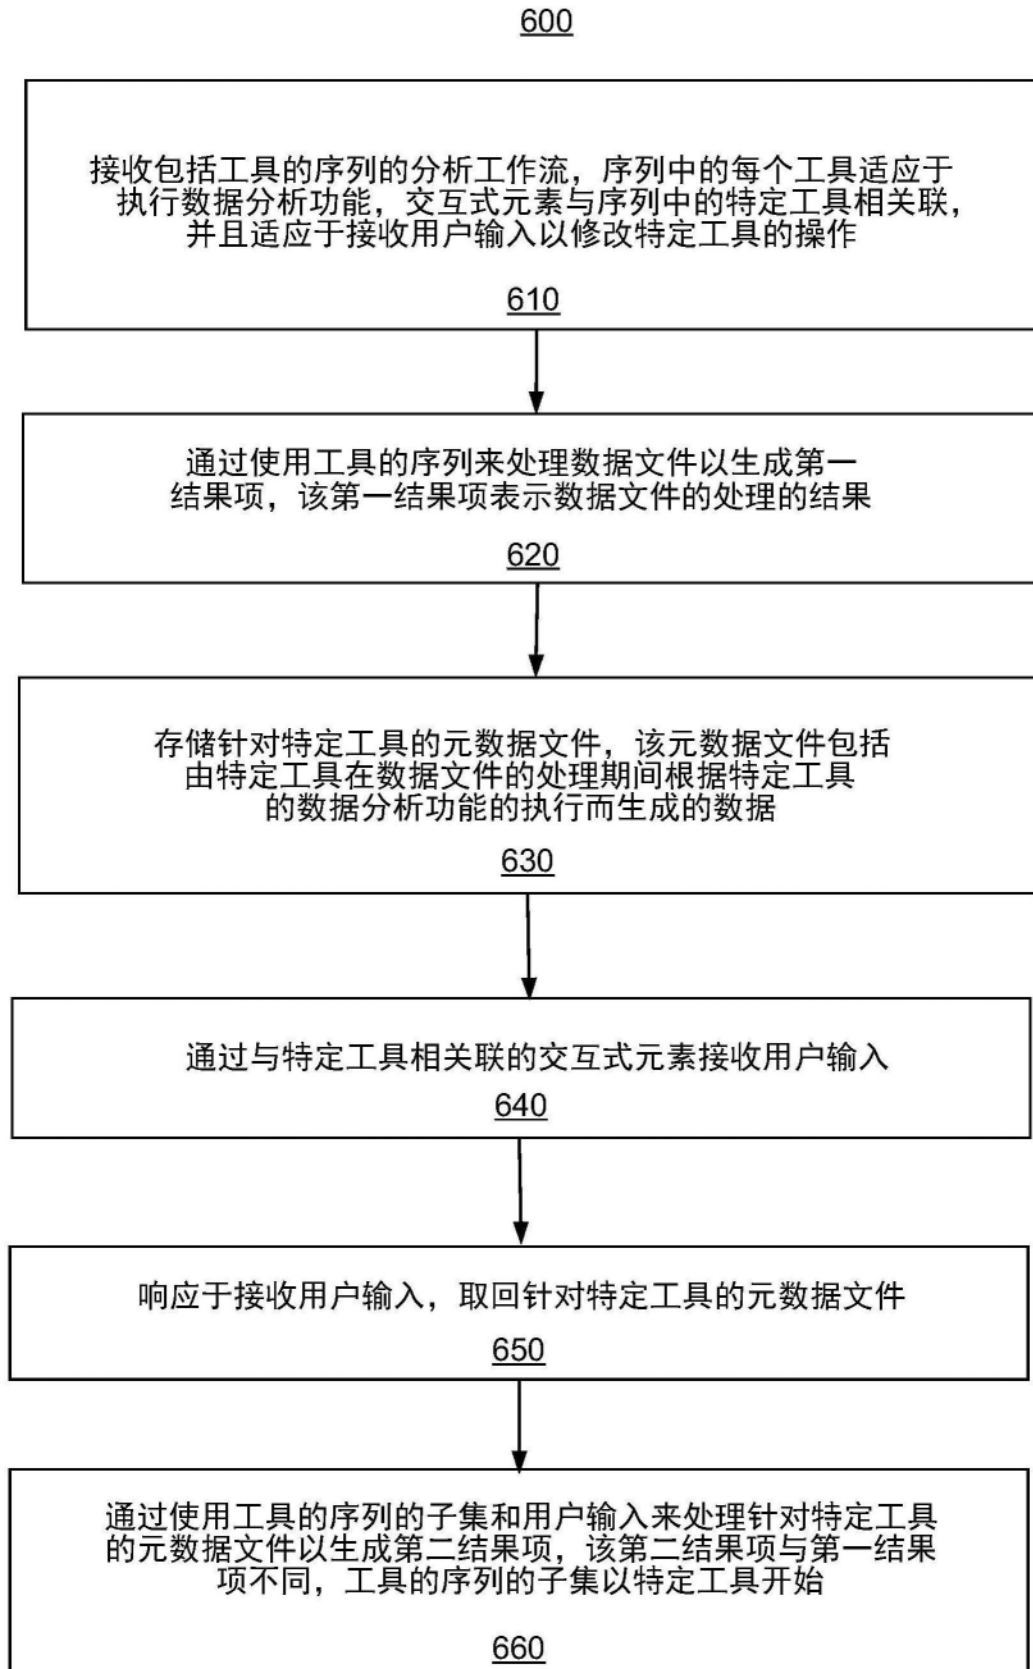 600
接收包括工具的序列的分析工作流，序列中的每个工具适应于
执行数据分析功能，交互式元素与序列中的特定工具相关联，
并且适应于接收用户输入以修改特定工具的操作
610
通过使用工具的序列来处理数据文件以生成第一
结果项，该第一结果项表示数据文件的处理的结果
620
存储针对特定工具的元数据文件，该元数据文件包括
由特定工具在数据文件的处理期间根据特定工具
的数据分析功能的执行而生成的数据
630
通过与特定工具相关联的交互式元素接收用户输入
640
响应于接收用户输入，取回针对特定工具的元数据文件
650
通过使用工具的序列的子集和用户输入来处理针对特定工具
的元数据文件以生成第二结果项，该第二结果项与第一结果
项不同，工具的序列的子集以特定工具开始
660